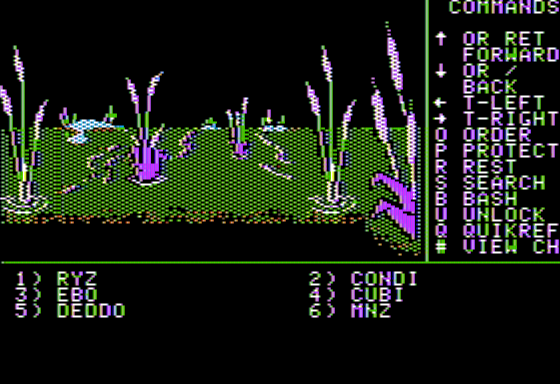 COMMANDS
↑ OR RET
FORWARD
↓ OR /
BACK
← T-LEFT
→ T-RIGHT
O ORDER
P PROTECT
R REST
S SEARCH
B BASH
U UNLOCK
Q QUIKREF
# VIEW CH
1) RYZ 2) CONDI
3) EBO 4) CUBI
5) DEDDO 6) MNZ